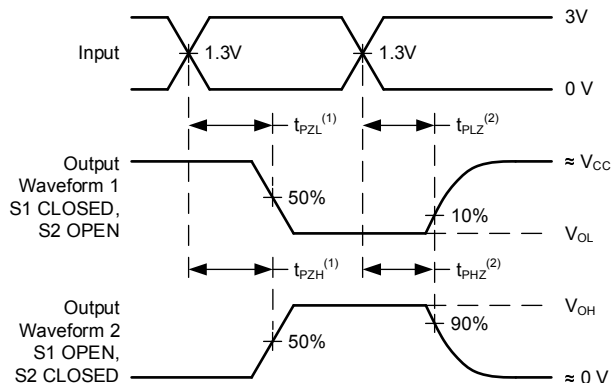 3V
Input
1.3V
1.3V
0 V
tPZL(1)
tPLZ(2)
Output
Waveform 1
S1 CLOSED,
S2 OPEN
≈ VCC
50%
10%
VOL
tPZH(1)
tPHZ(2)
Output
Waveform 2
S1 OPEN,
S2 CLOSED
VOH
50%
90%
≈ 0 V